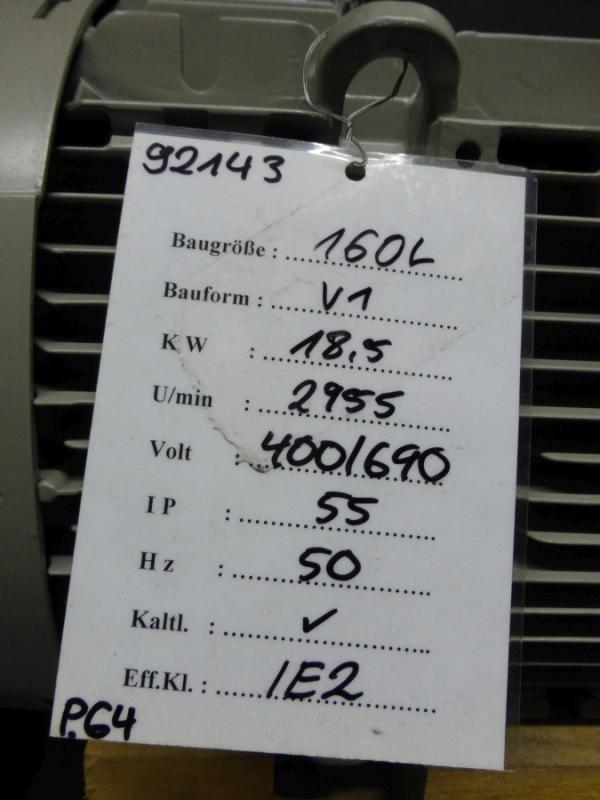 92143
Baugröße : 160L
Bauform : V1
KW : 18,5
U/min : 2955
Volt : 400/690
IP : 55
Hz : 50
Kaltl. : ✓
Eff.Kl. : IE2
P.64